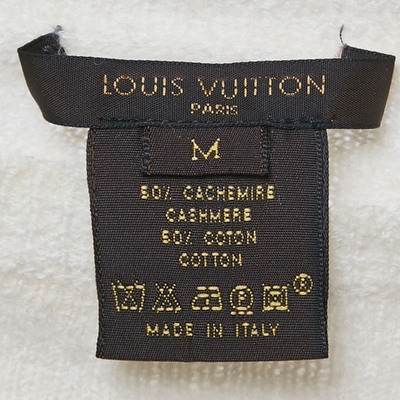 LOUIS VUITTON
PARIS
M
50% CACHEMIRE
CASHMERE
50% COTON
COTTON
P ®
MADE IN ITALY